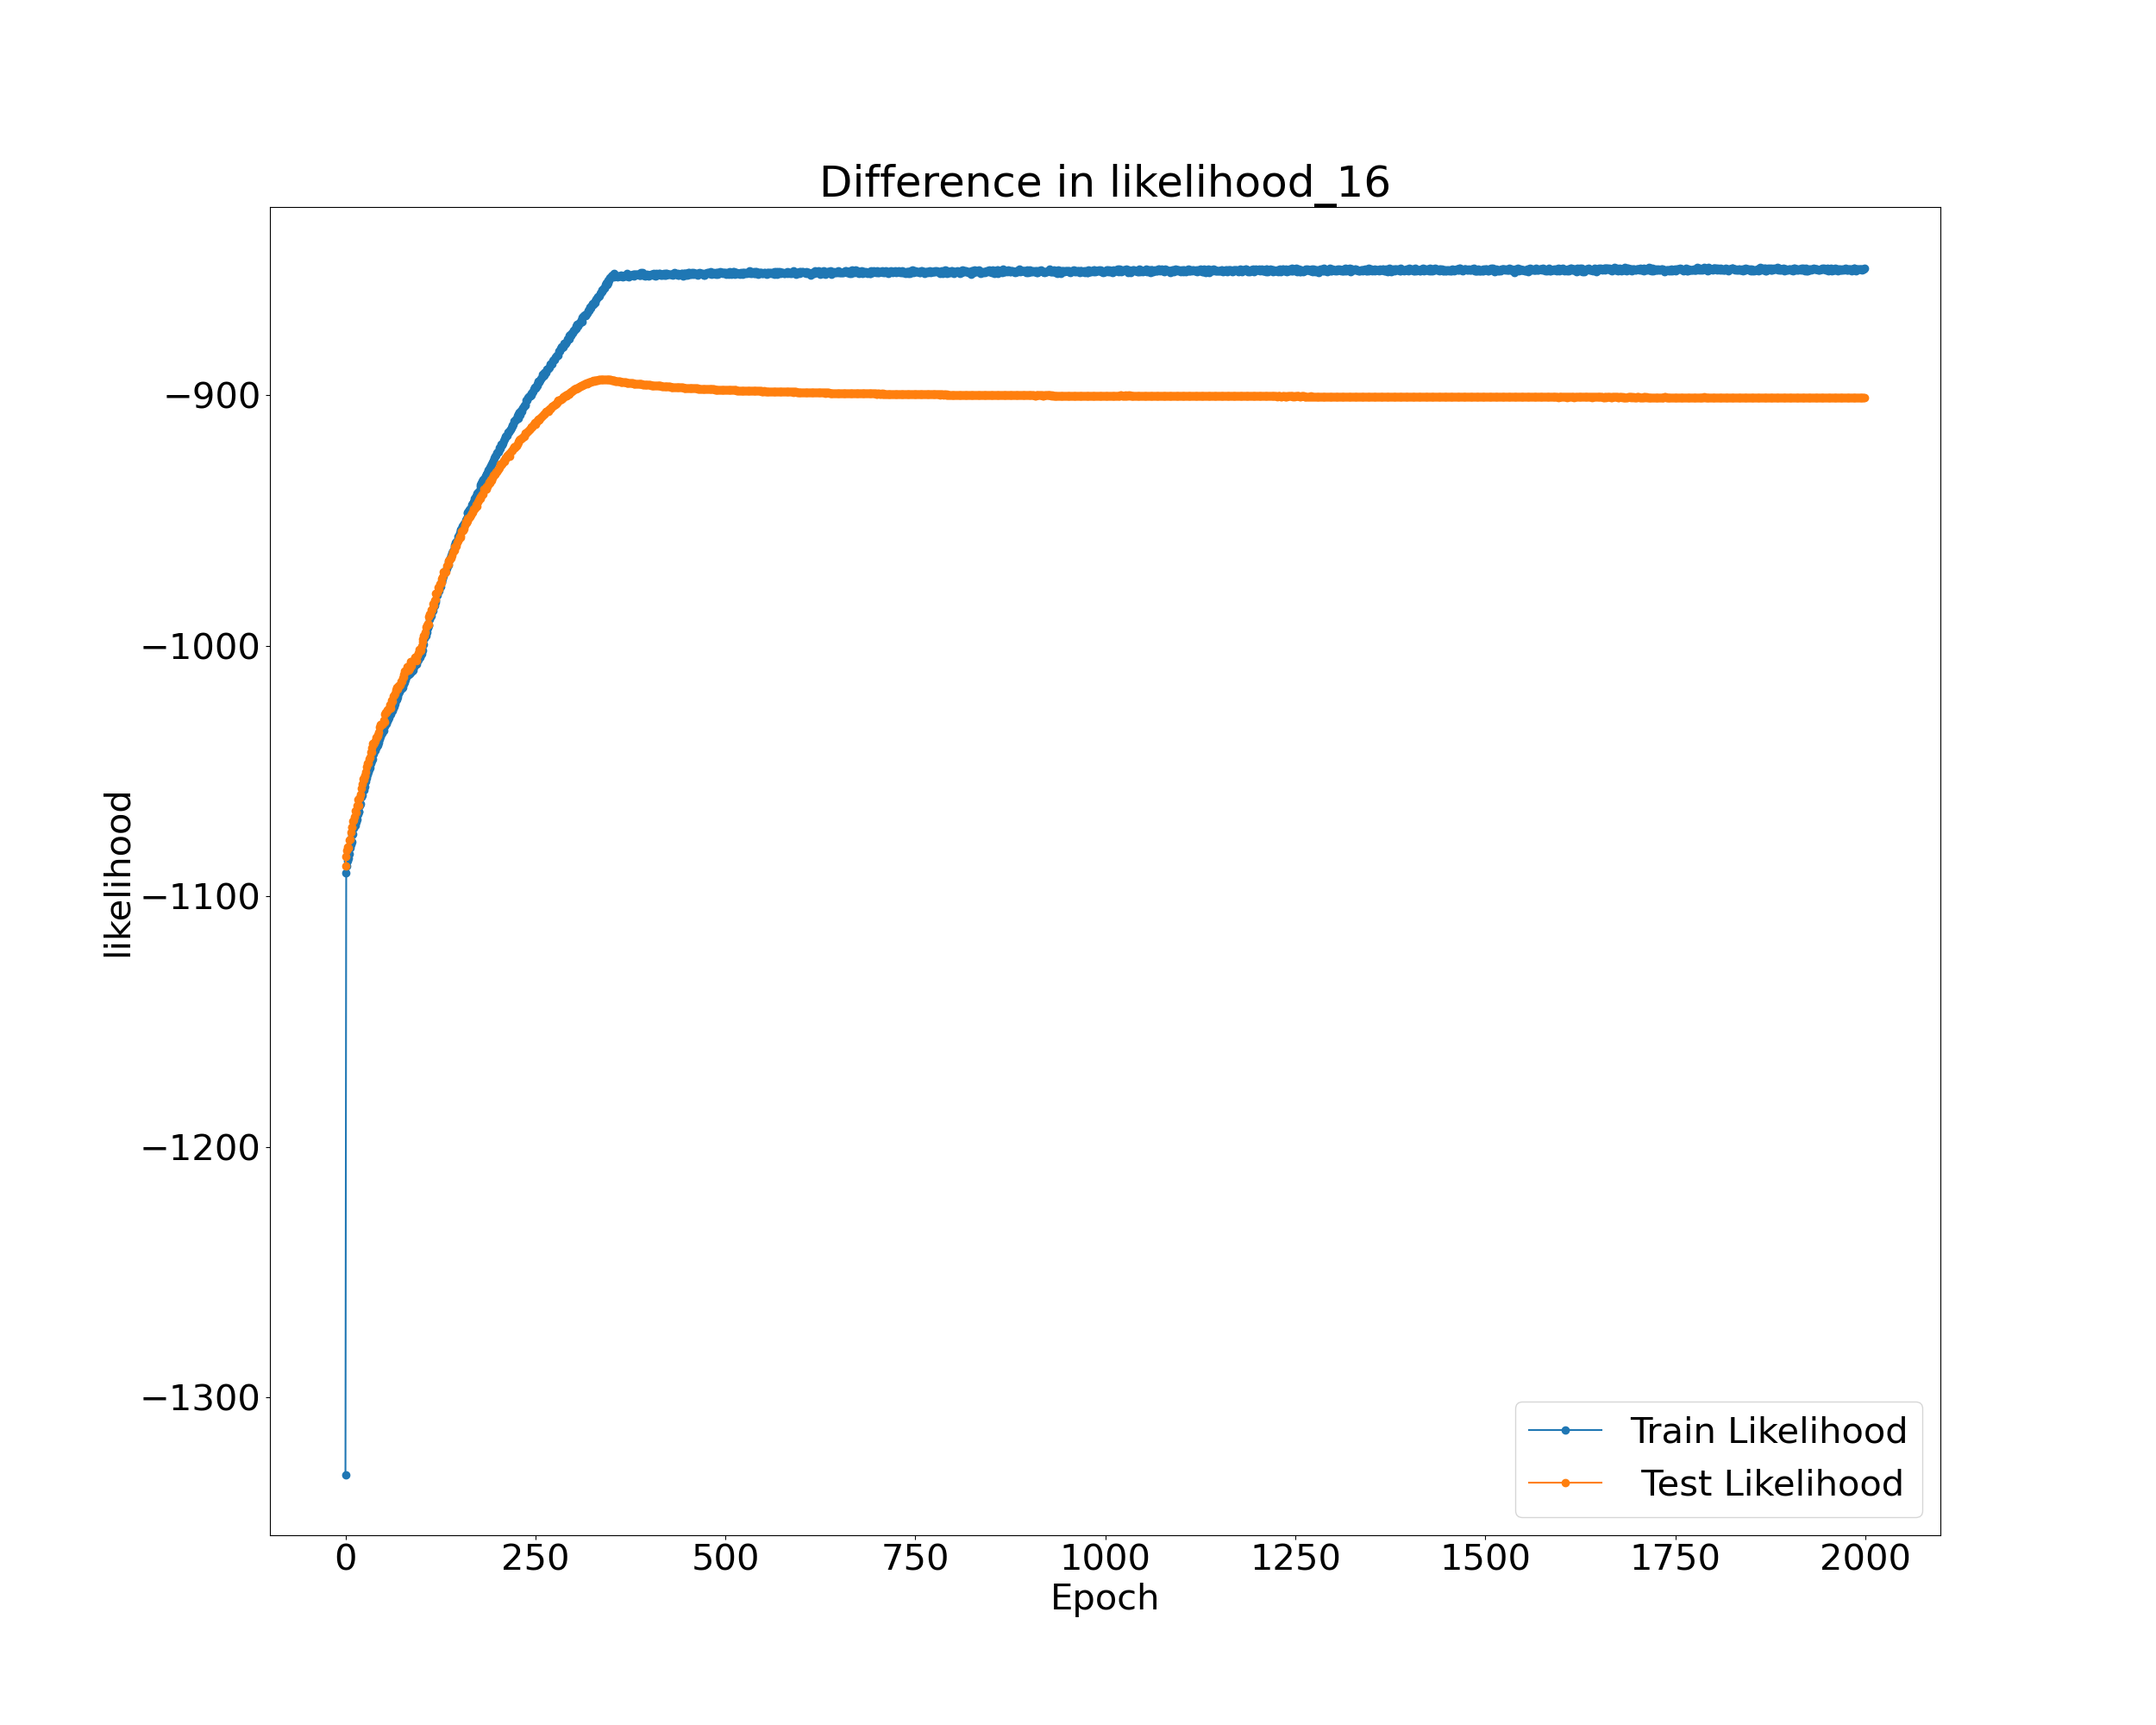 Difference in likelihood_16
likelihood
−900
−1000
−1100
−1200
−1300
0 250 500 750 1000 1250 1500 1750 2000
Epoch
Train Likelihood
Test Likelihood